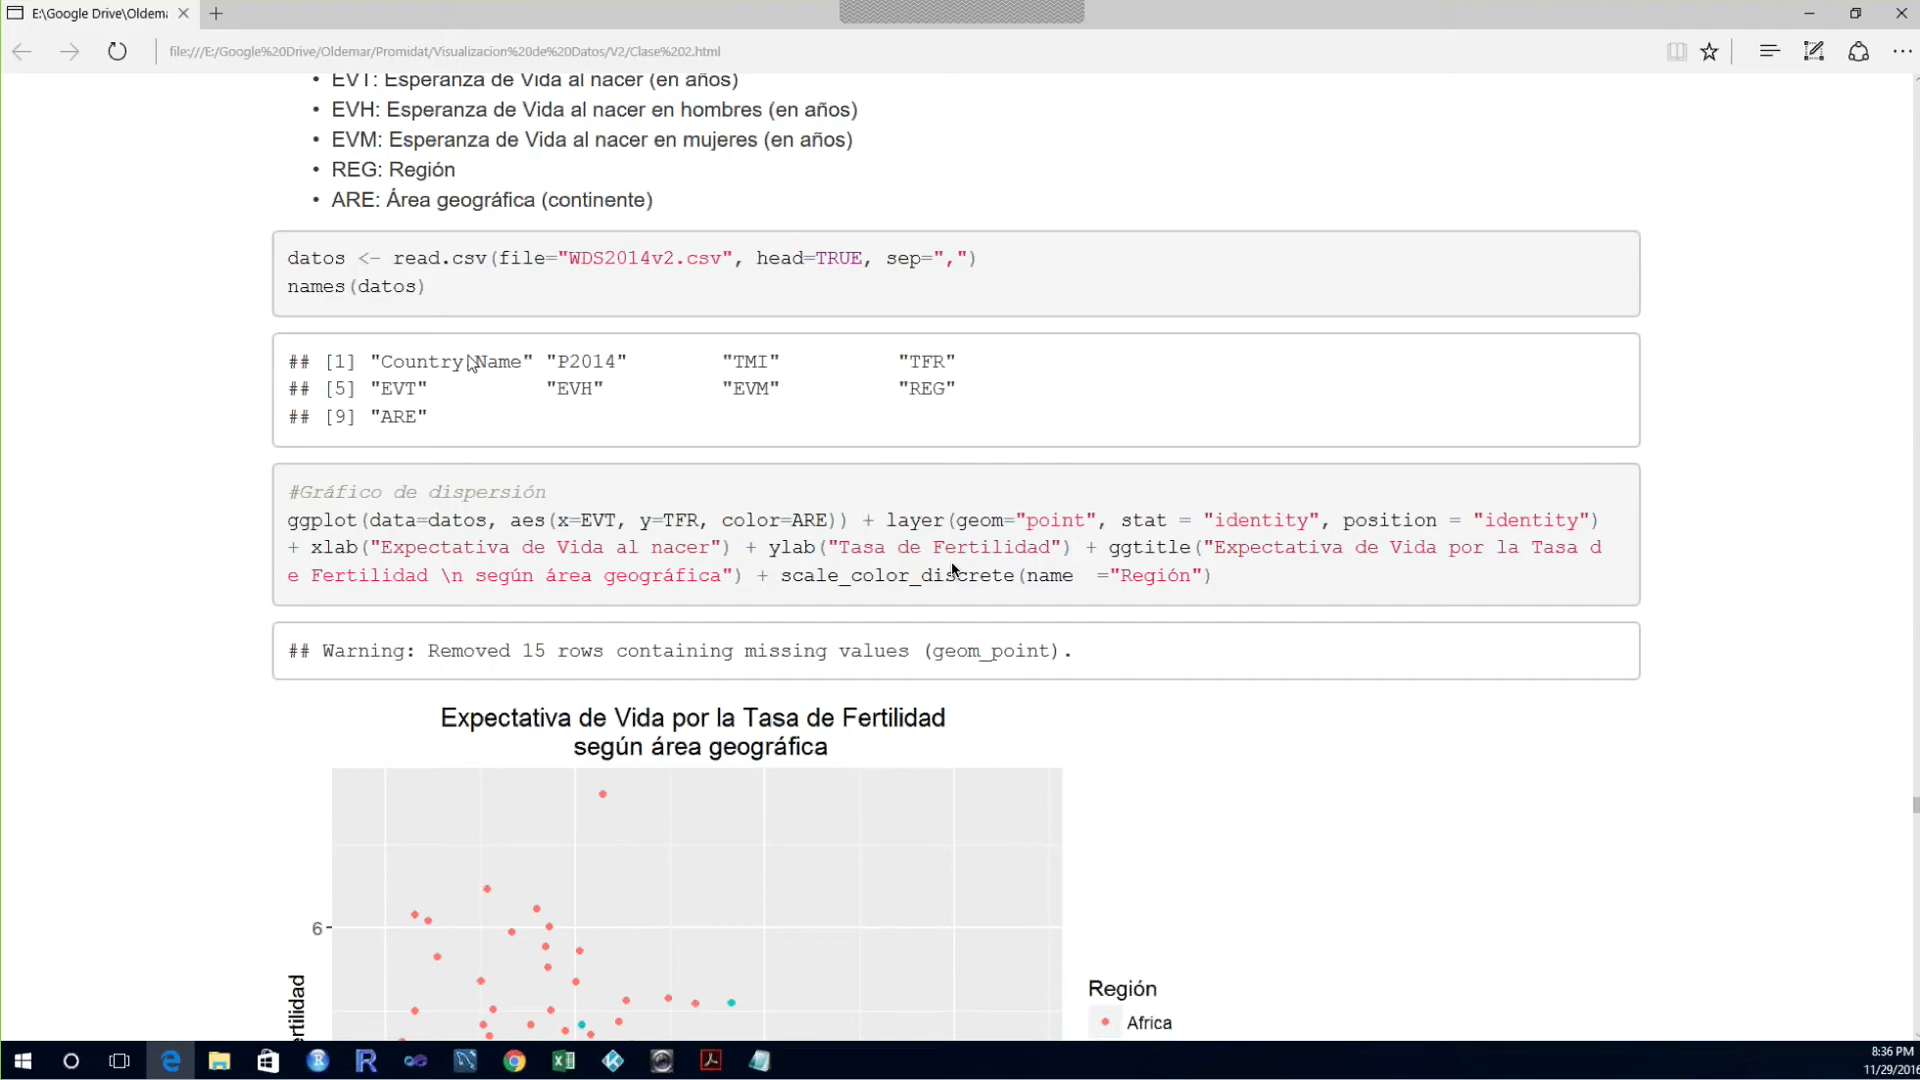 E:\Google Drive\Oldema
file:///E:/Google%20Drive/Oldemar/Promidat/Visualizacion%20de%20Datos/V2/Clase%202.html
• EVT: Esperanza de Vida al nacer (en años)
• EVH: Esperanza de Vida al nacer en hombres (en años)
• EVM: Esperanza de Vida al nacer en mujeres (en años)
• REG: Región
• ARE: Área geográfica (continente)
datos <- read.csv(file="WDS2014v2.csv", head=TRUE, sep=",")
names(datos)
## [1] "Country.Name" "P2014" "TMI" "TFR"
## [5] "EVT" "EVH" "EVM" "REG"
## [9] "ARE"
#Gráfico de dispersión
ggplot(data=datos, aes(x=EVT, y=TFR, color=ARE)) + layer(geom="point", stat = "identity", position = "identity")
+ xlab("Expectativa de Vida al nacer") + ylab("Tasa de Fertilidad") + ggtitle("Expectativa de Vida por la Tasa d
e Fertilidad \n según área geográfica") + scale_color_discrete(name  ="Región")
## Warning: Removed 15 rows containing missing values (geom_point).
Expectativa de Vida por la Tasa de Fertilidad
según área geográfica
6
ertilidad
Región
Africa
8:36 PM
11/29/2016